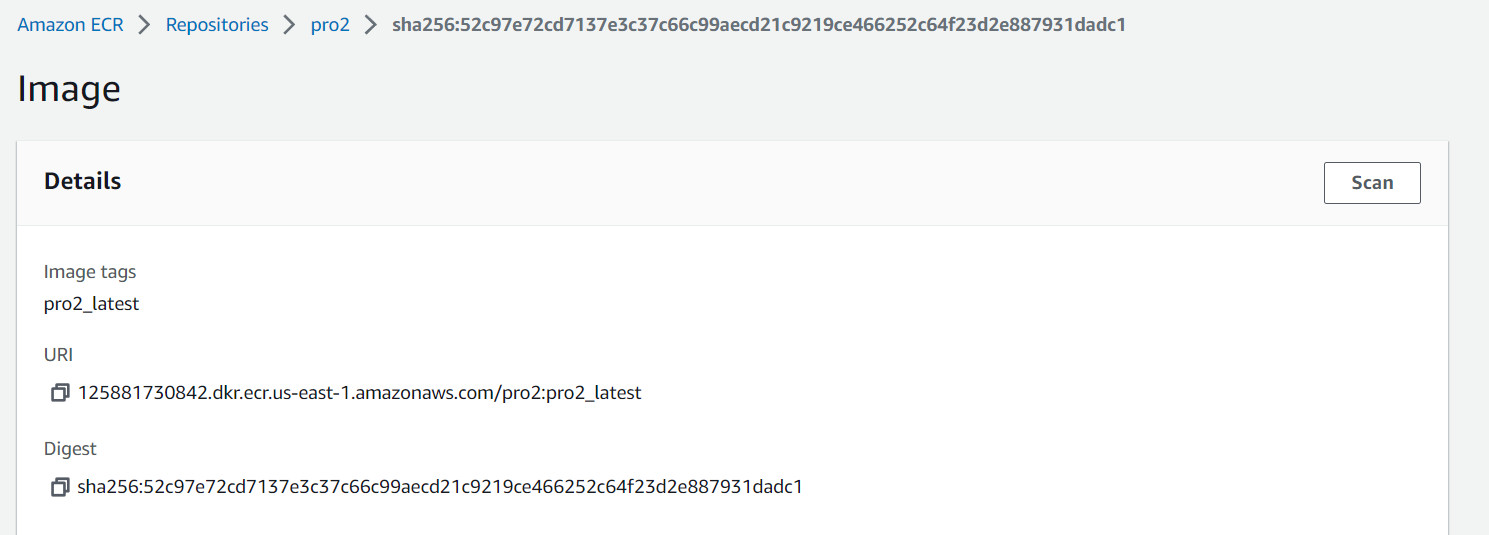 Amazon ECR > Repositories > pro2 > sha256:52c97e72cd7137e3c37c66c99aecd21c9219ce466252c64f23d2e887931dadc1
Image
Details
Scan
Image tags
pro2_latest
URI
125881730842.dkr.ecr.us-east-1.amazonaws.com/pro2:pro2_latest
Digest
sha256:52c97e72cd7137e3c37c66c99aecd21c9219ce466252c64f23d2e887931dadc1